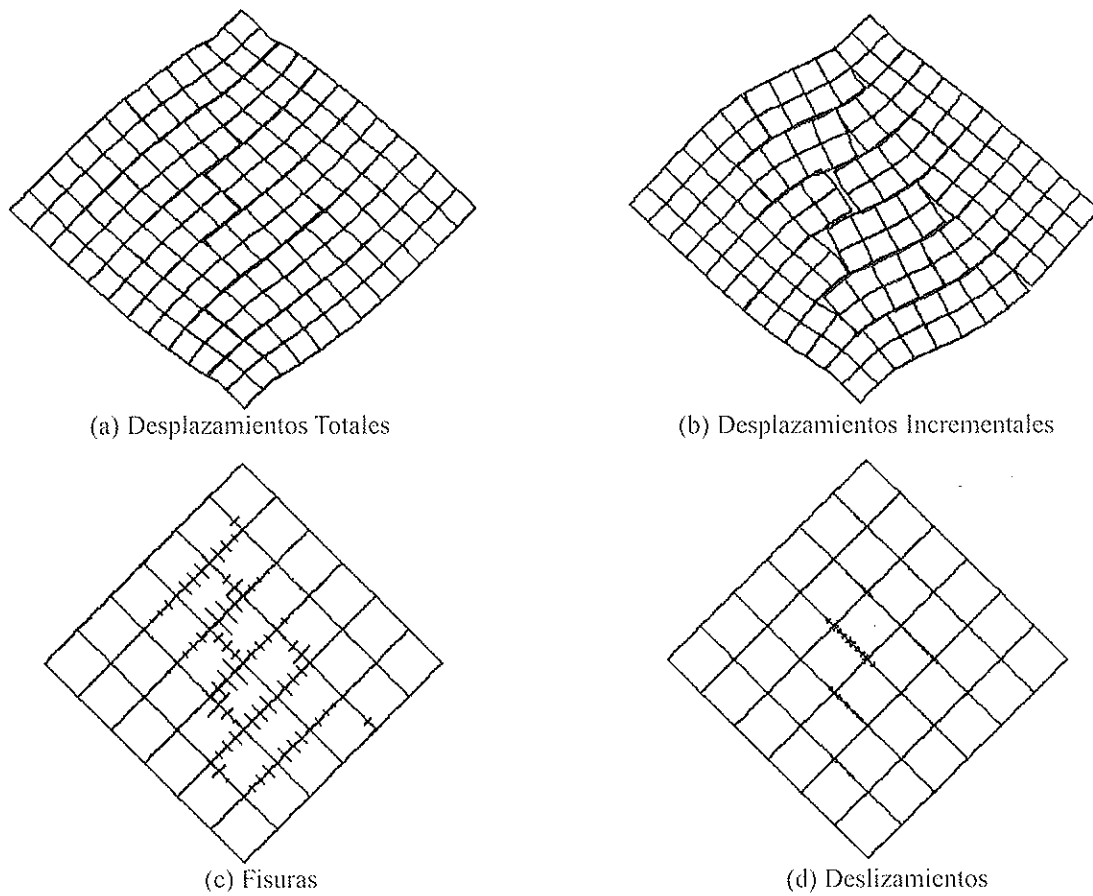 (a) Desplazamientos Totales
(b) Desplazamientos Incrementales
(c) Fisuras
(d) Deslizamientos